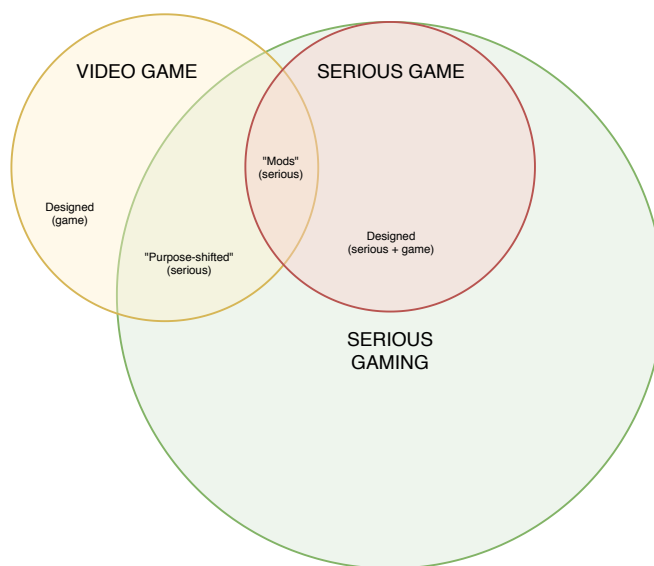 VIDEO GAME
SERIOUS GAME
"Mods"
(serious)
Designed
(game)
Designed
(serious + game)
"Purpose-shifted"
(serious)
SERIOUS
GAMING